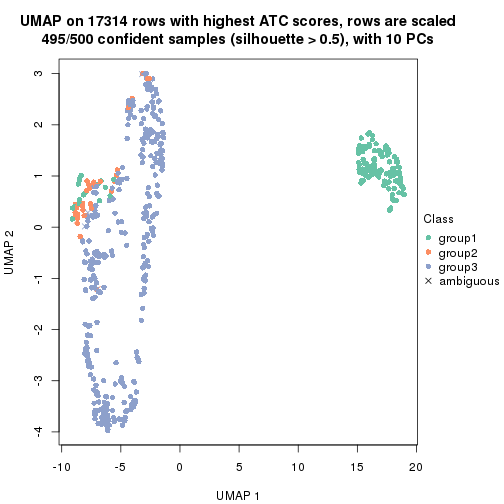 UMAP on 17314 rows with highest ATC scores, rows are scaled
495/500 confident samples (silhouette > 0.5), with 10 PCs
3
2
1
0
-1
-2
-3
-4
UMAP 2
-10
-5
0
5
10
15
20
UMAP 1
Class
group1
group2
group3
ambiguous